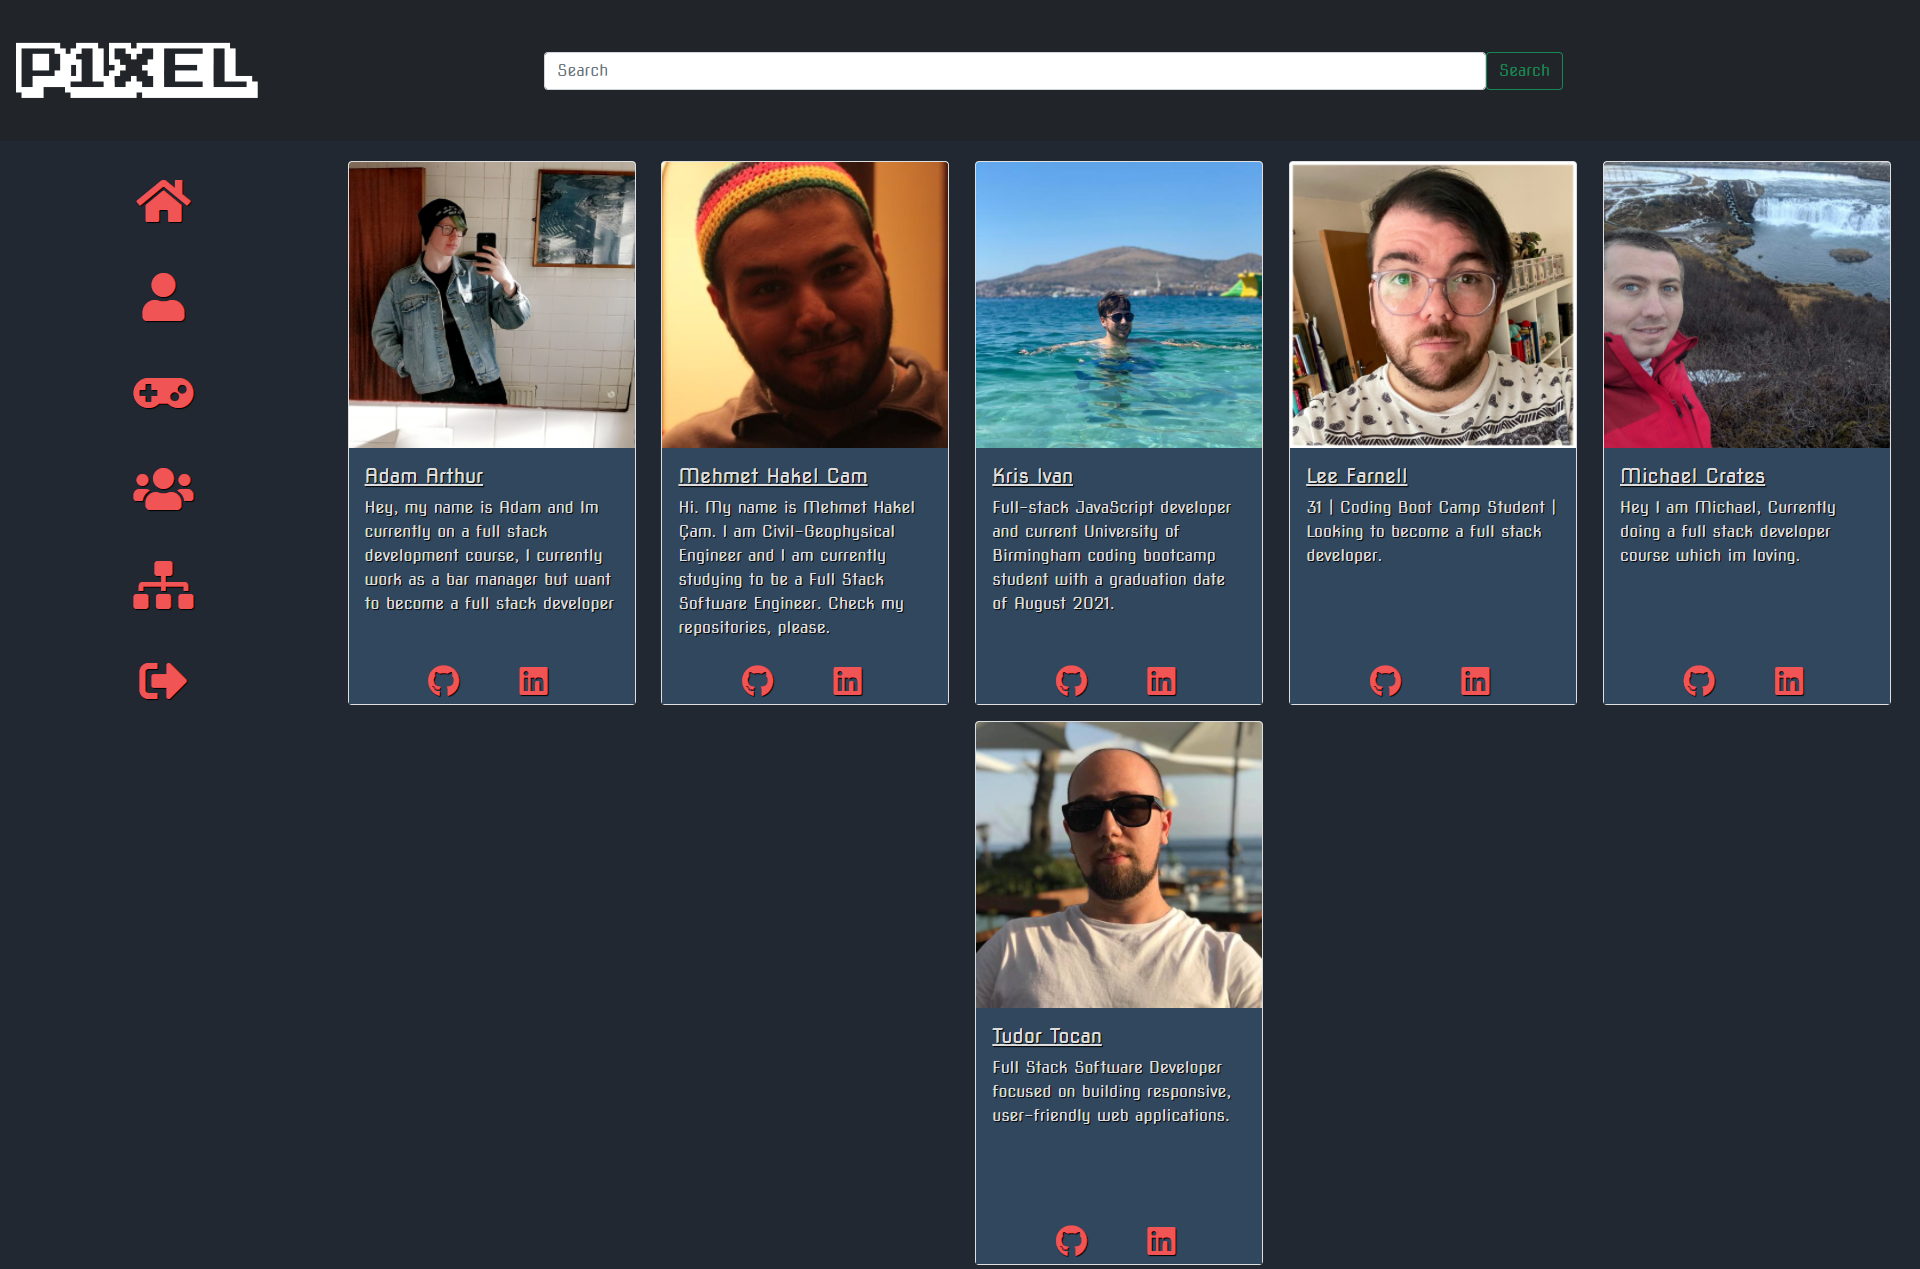 P1XEL
Search
Search
Adam Arthur
Hey, my name is Adam and Im
currently on a full stack
development course, I currently
work as a bar manager but want
to become a full stack developer
Mehmet Hakel Cam
Hi. My name is Mehmet Hakel
Çam. I am Civil-Geophysical
Engineer and I am currently
studying to be a Full Stack
Software Engineer. Check my
repositories, please.
Kris Ivan
Full-stack JavaScript developer
and current University of
Birmingham coding bootcamp
student with a graduation date
of August 2021.
Lee Farnell
31 | Coding Boot Camp Student |
Looking to become a full stack
developer.
Michael Crates
Hey I am Michael, Currently
doing a full stack developer
course which im loving.
in
in
in
in
in
Tudor Tocan
Full Stack Software Developer
focused on building responsive,
user-friendly web applications.
in